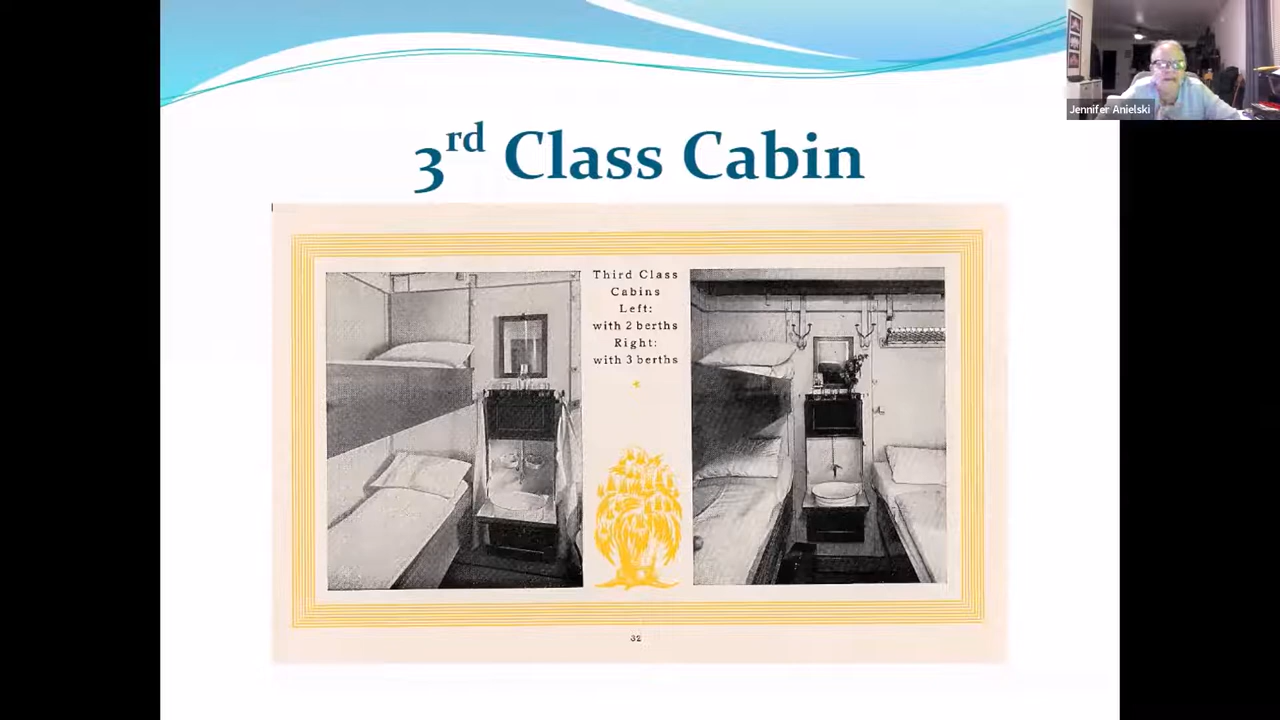 3rd Class Cabin
Jennifer Anielski
Third Class
Cabins
Left:
with 2 berths
Right:
with 3 berths
32